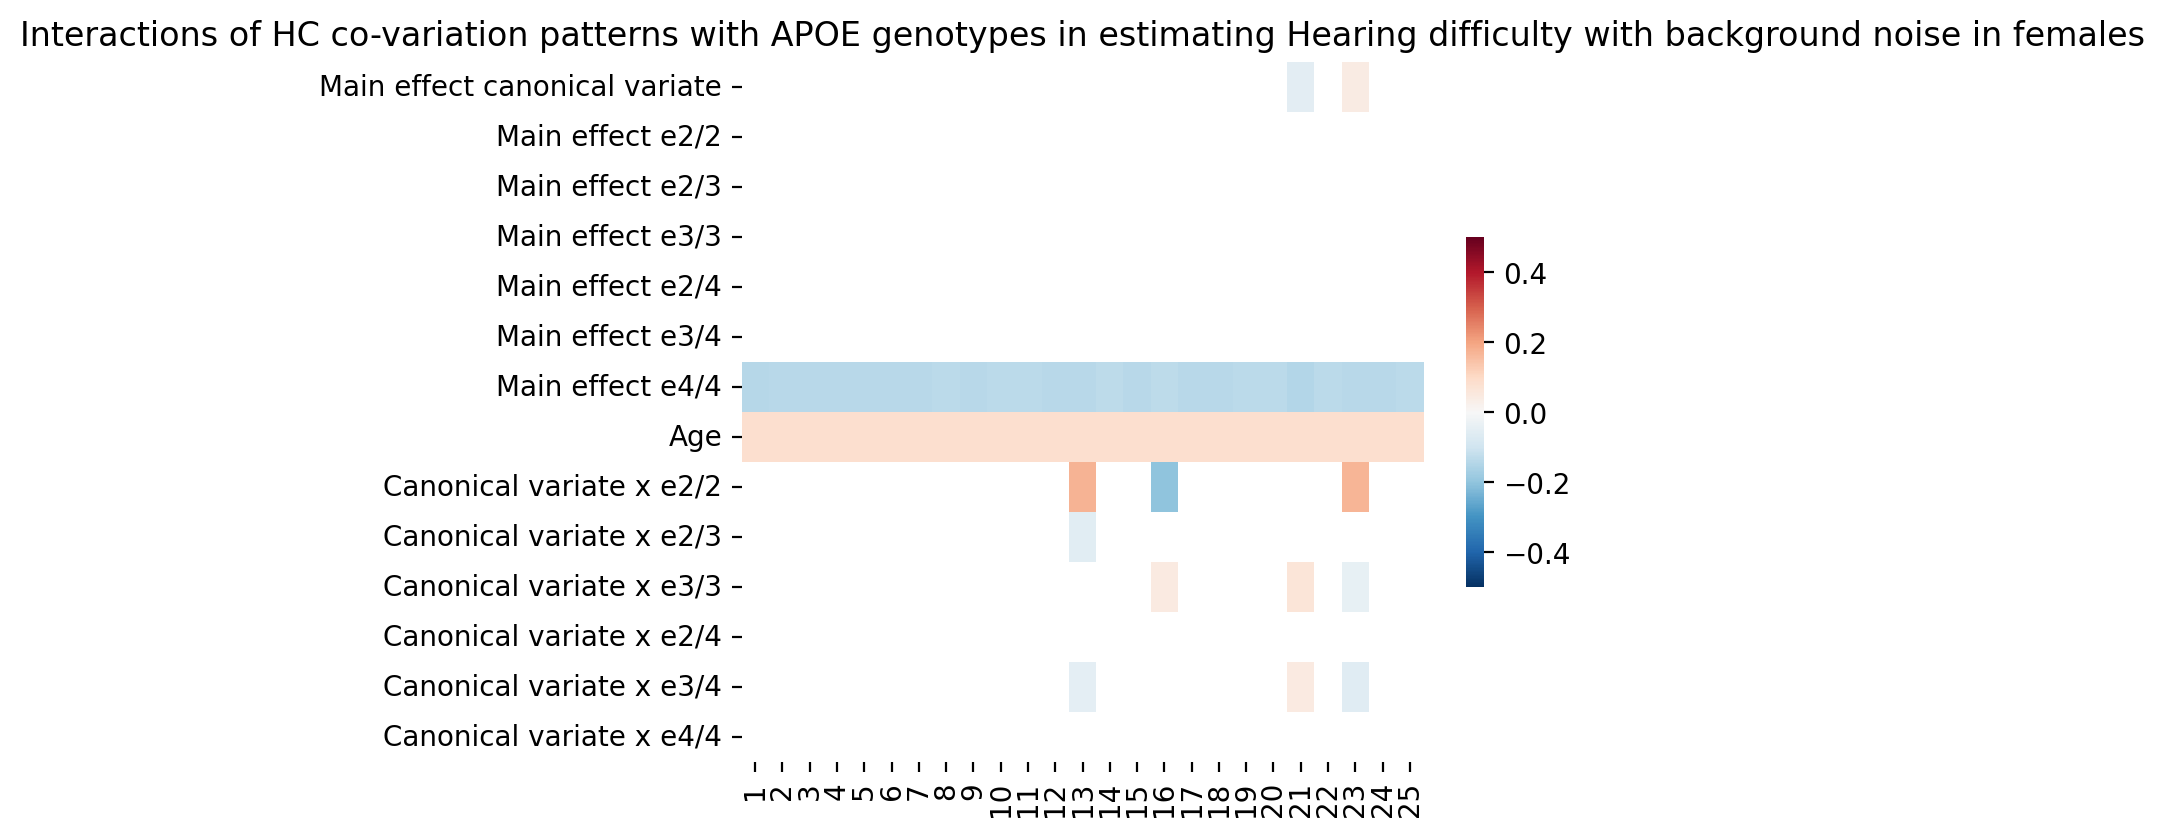 Interactions of HC co-variation patterns with APOE genotypes in estimating Hearing difficulty with background noise in females
Main effect canonical variate
Main effect e2/2
Main effect e2/3
Main effect e3/3
Main effect e2/4
Main effect e3/4
Main effect e4/4
Age
Canonical variate x e2/2
Canonical variate x e2/3
Canonical variate x e3/3
Canonical variate x e2/4
Canonical variate x e3/4
Canonical variate x e4/4
0.4
0.2
0.0
−0.2
−0.4
1 2 3 4 5 6 7 8 9 10 11 12 13 14 15 16 17 18 19 20 21 22 23 24 25